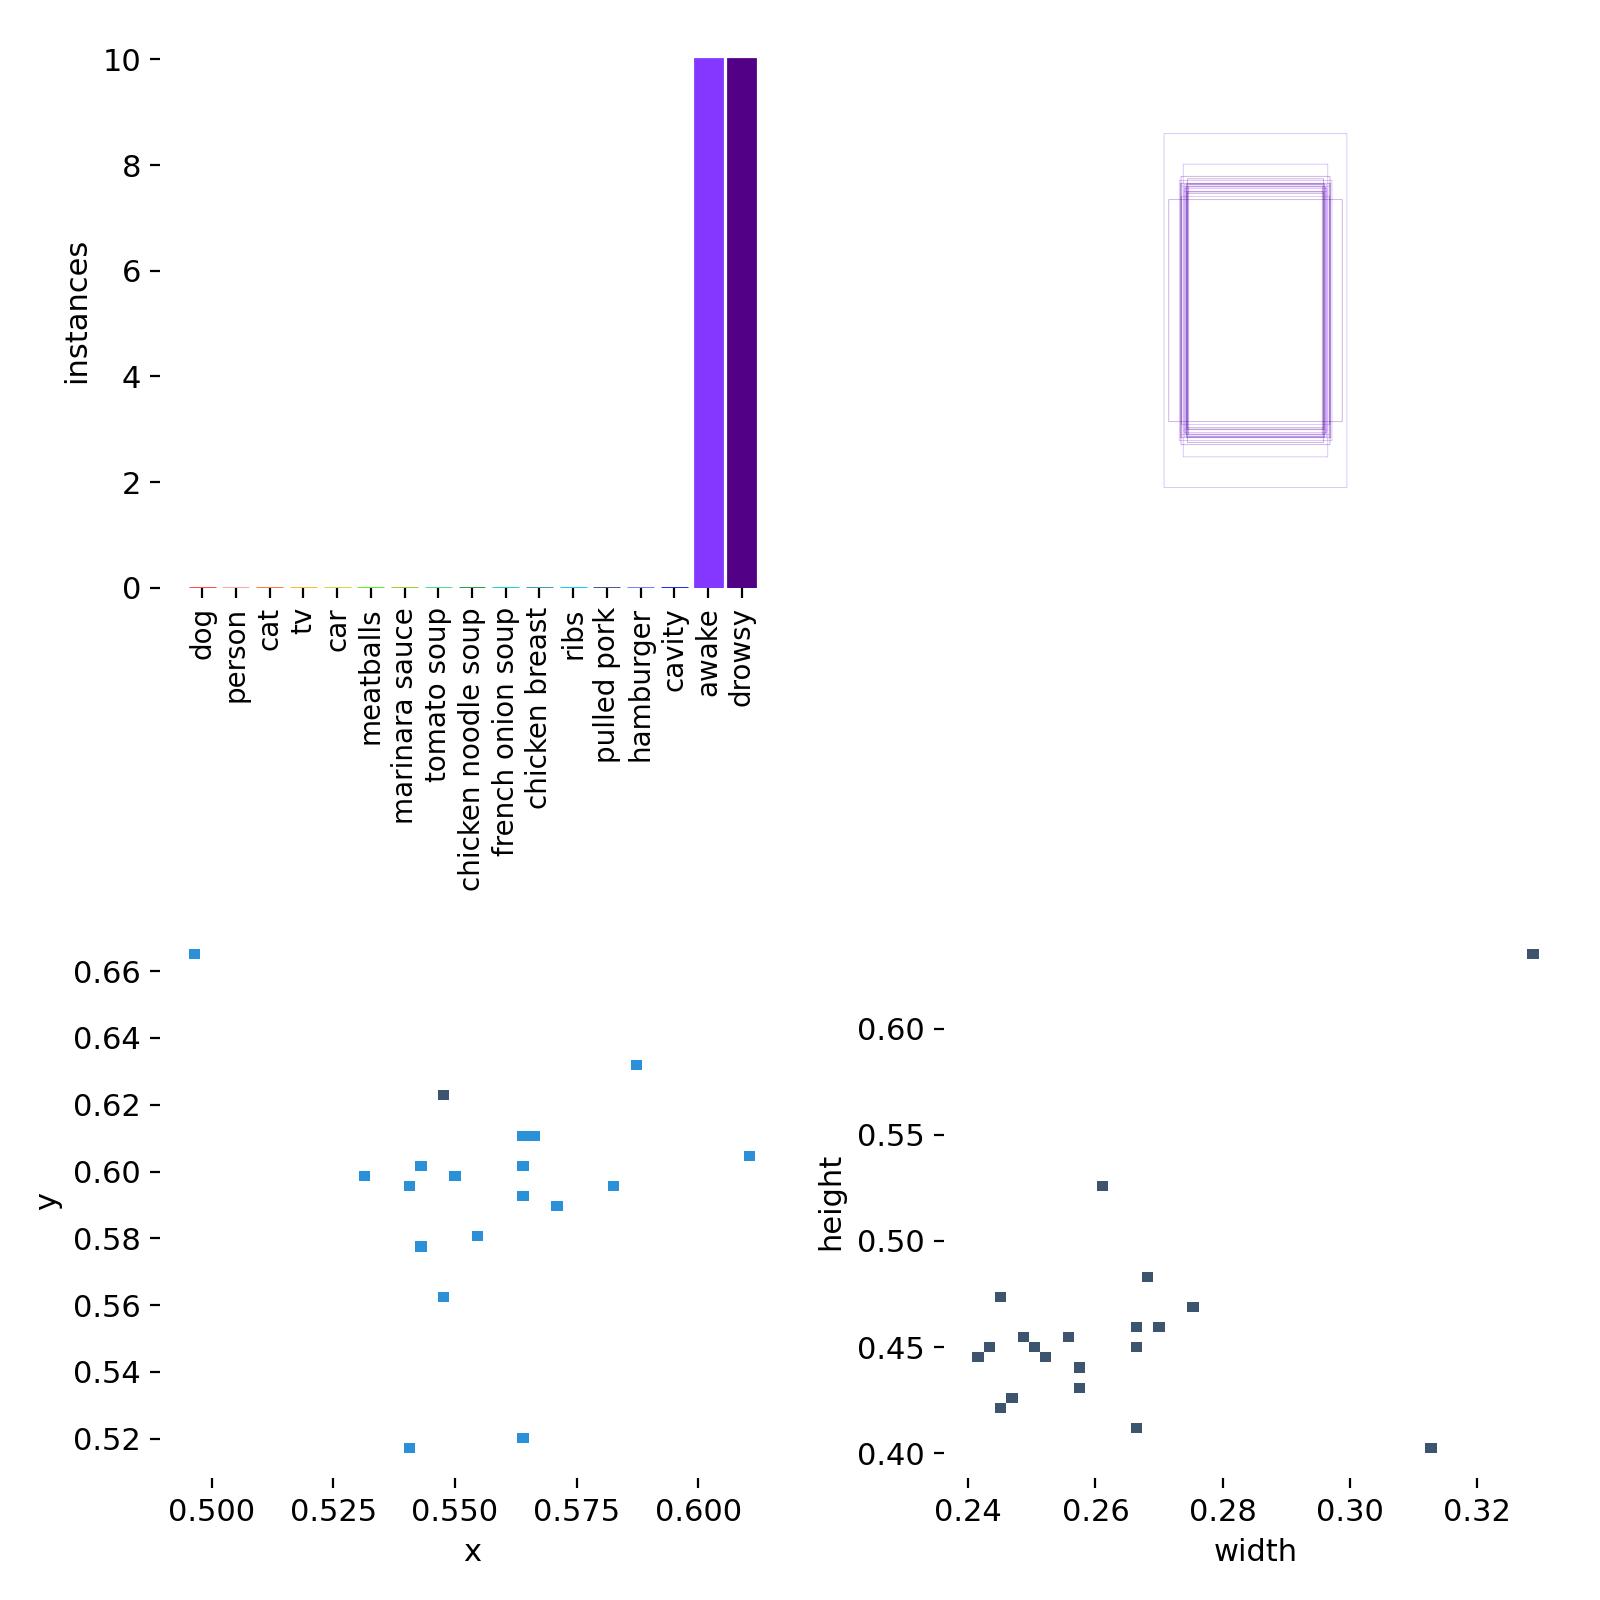 10
8
6
4
2
0
instances
dog
person
cat
tv
car
meatballs
marinara sauce
tomato soup
chicken noodle soup
french onion soup
chicken breast
ribs
pulled pork
hamburger
cavity
awake
drowsy
0.66
0.64
0.62
0.60
0.58
0.56
0.54
0.52
y
0.500 0.525 0.550 0.575 0.600
x
0.60
0.55
0.50
0.45
0.40
height
0.24 0.26 0.28 0.30 0.32
width